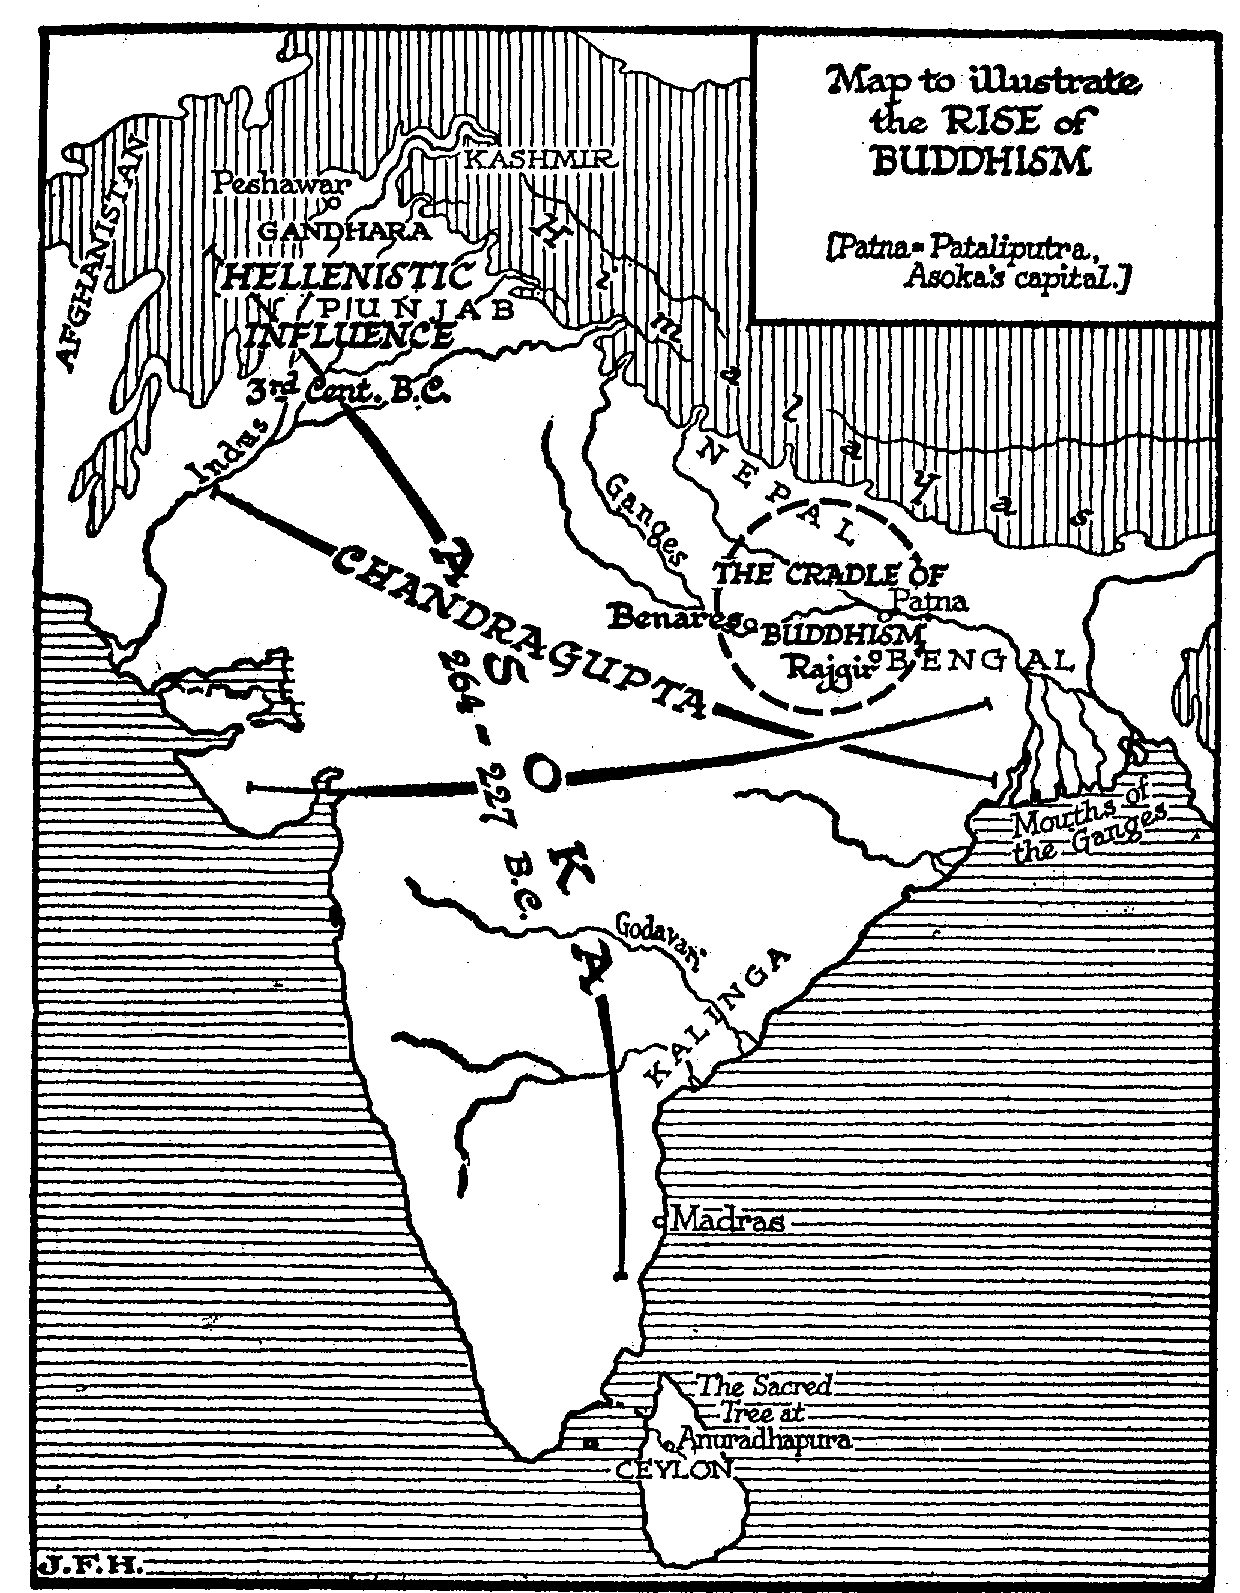 Map to illustrate
the RISE of
BUDDHISM
[Patna = Pataliputra,
Asoka's capital.]
AFGHANISTAN
KASHMIR
Peshawar
GANDHARA
HELLENISTIC
PUNJAB
INFLUENCE
3rd Cent. B.C.
Indus
Himalayas
NEPAL
Ganges
THE CRADLE OF
Patna
Benares
BUDDHISM
Rajgir
BENGAL
CHANDRAGUPTA
ASOKA
264 – 227 B.C.
Mouths of
the Ganges
Godavari
KALINGA
Madras
The Sacred
Tree at
Anuradhapura
CEYLON
J.F.H.